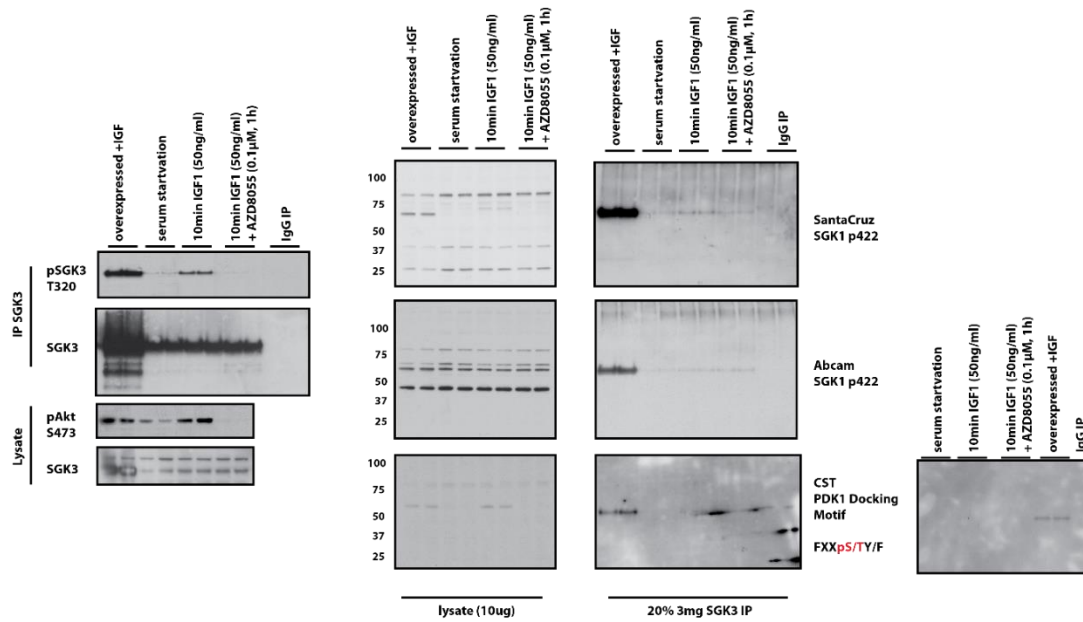 overexpressed +IGF
serum startvation
10min IGF1 (50ng/ml)
10min IGF1 (50ng/ml)
+ AZD8055 (0.1µM, 1h)
IgG IP
IP SGK3
pSGK3
T320
SGK3
Lysate
pAkt
S473
SGK3
overexpressed +IGF
serum startvation
10min IGF1 (50ng/ml)
10min IGF1 (50ng/ml)
+ AZD8055 (0.1µM, 1h)
100
75
50
37
25
100
75
50
37
25
100
75
50
37
25
lysate (10ug)
overexpressed +IGF
serum startvation
10min IGF1 (50ng/ml)
10min IGF1 (50ng/ml)
+ AZD8055 (0.1µM, 1h)
IgG IP
SantaCruz
SGK1 p422
Abcam
SGK1 p422
CST
PDK1 Docking
Motif
FXXpS/TY/F
20% 3mg SGK3 IP
serum startvation
10min IGF1 (50ng/ml)
10min IGF1 (50ng/ml)
+ AZD8055 (0.1µM, 1h)
overexpressed +IGF
IgG IP